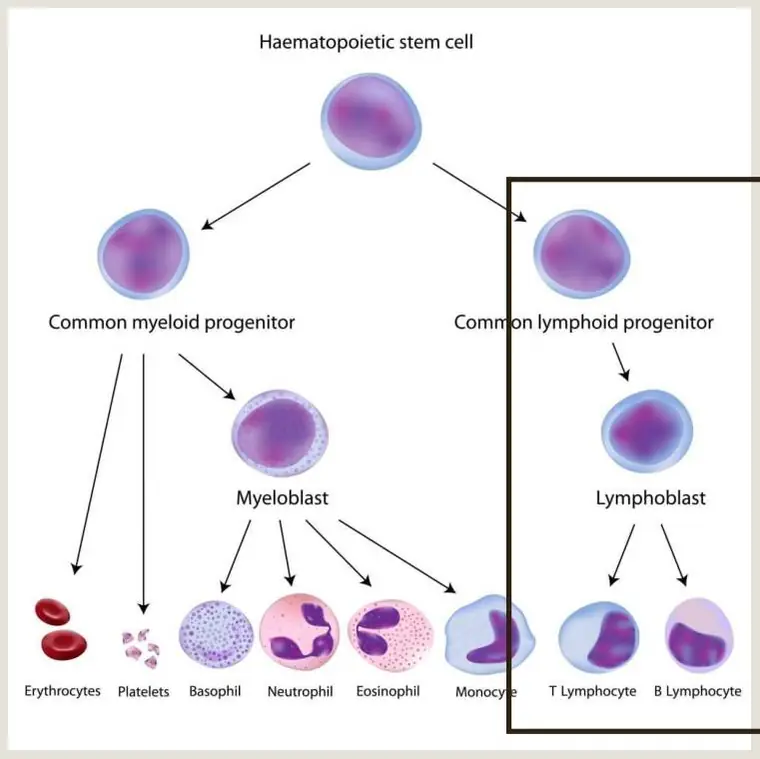 Haematopoietic stem cell
Common myeloid progenitor
Common lymphoid progenitor
Myeloblast
Lymphoblast
Erythrocytes
Platelets
Basophil
Neutrophil
Eosinophil
Monocyte
T Lymphocyte
B Lymphocyte